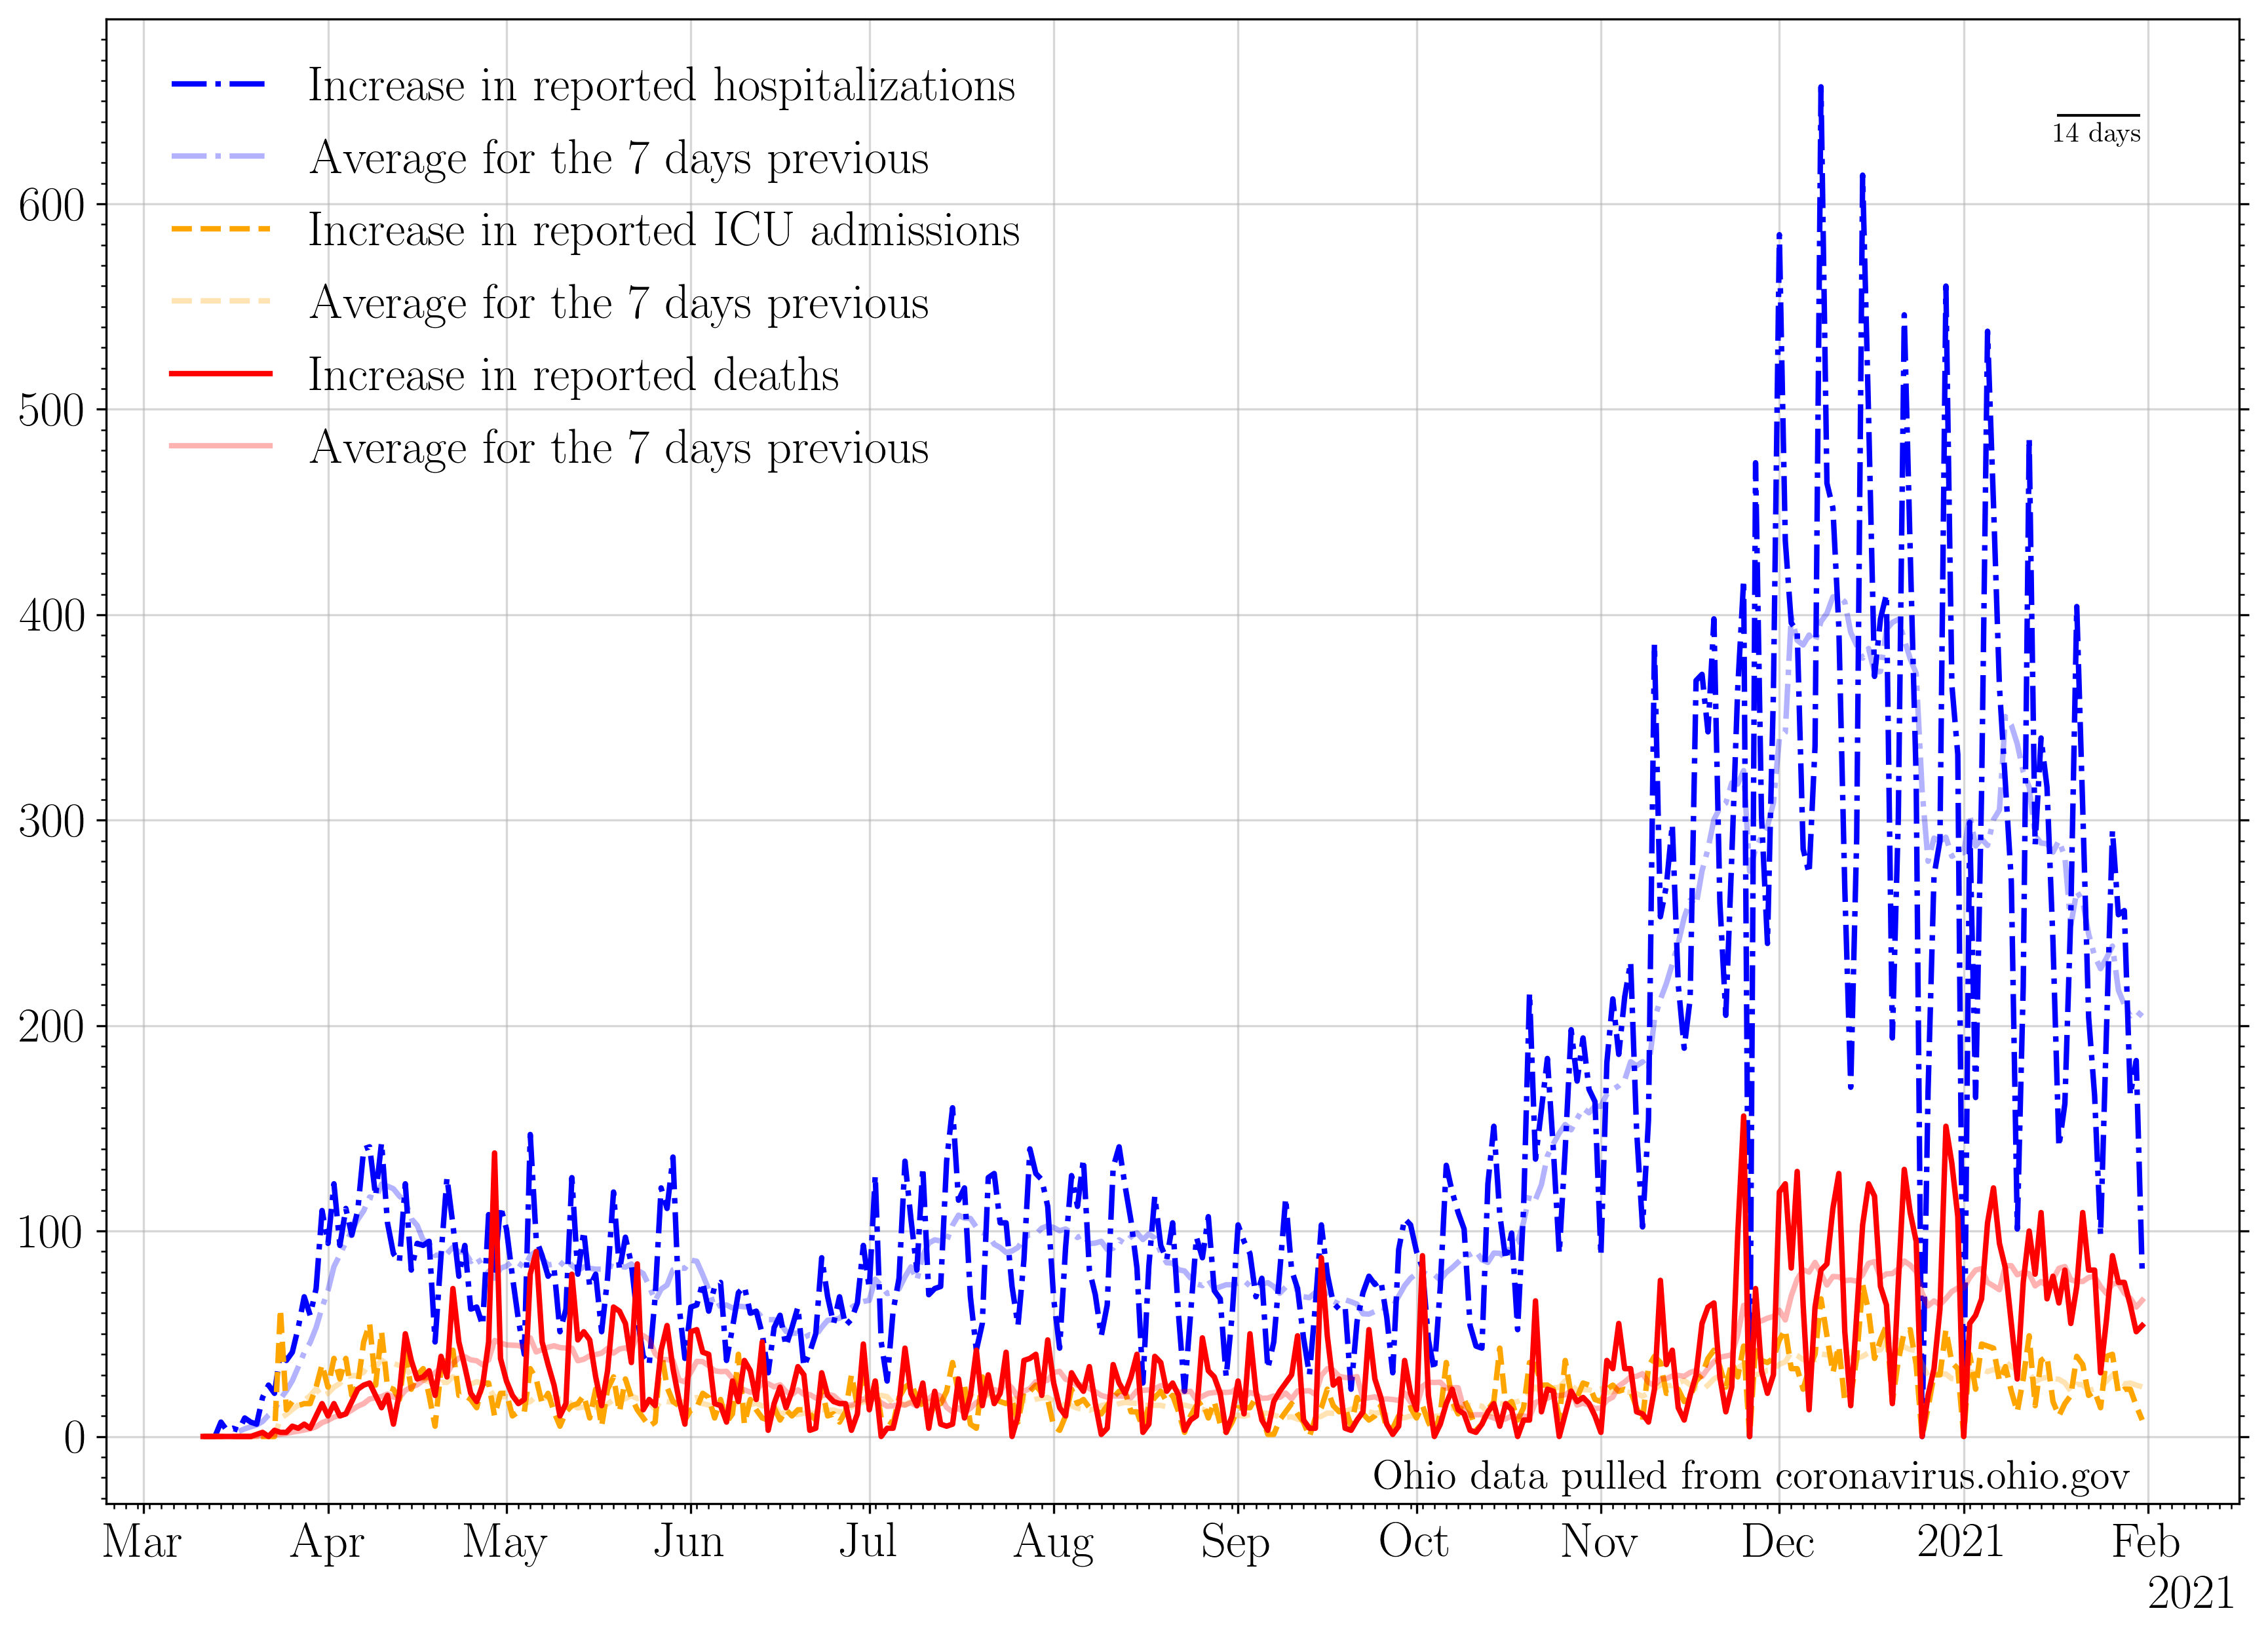 Increase in reported hospitalizations
Average for the 7 days previous
Increase in reported ICU admissions
Average for the 7 days previous
Increase in reported deaths
Average for the 7 days previous
14 days
600
500
400
300
200
100
0
Ohio data pulled from coronavirus.ohio.gov
Mar Apr May Jun Jul Aug Sep Oct Nov Dec 2021 Feb
2021